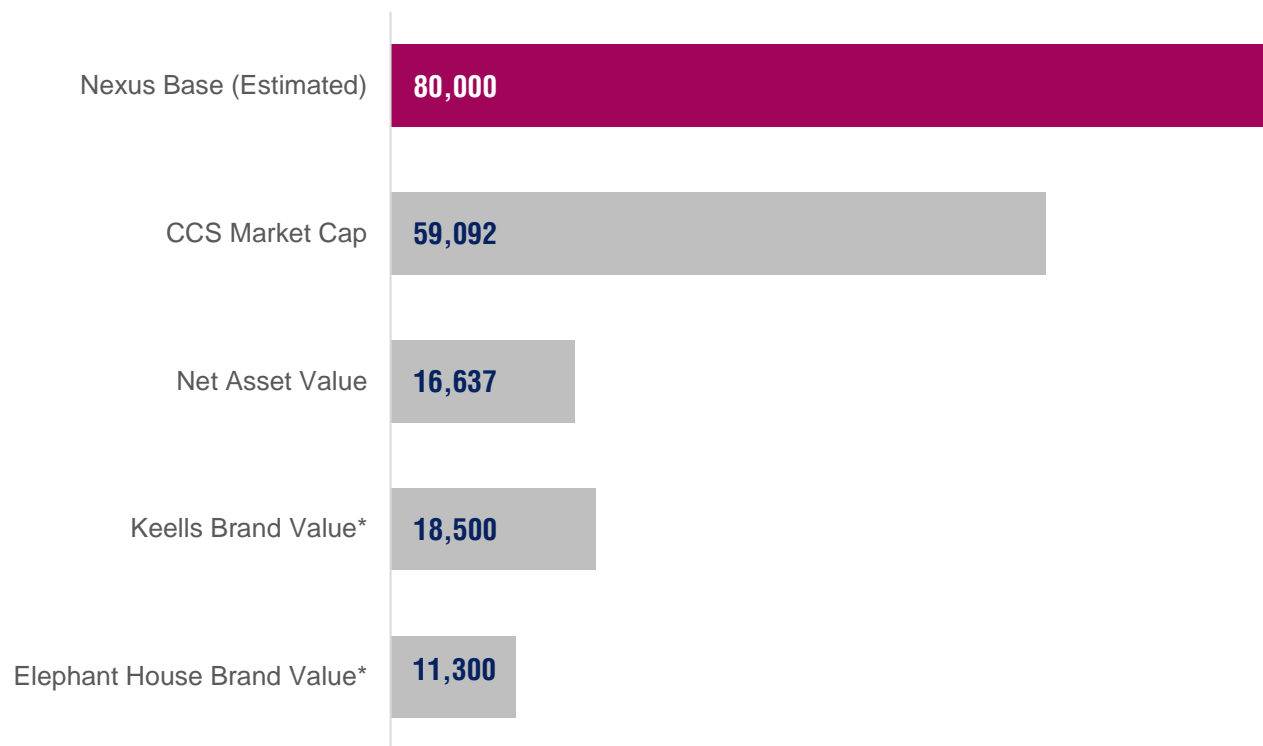 Nexus Base (Estimated) 80,000
CCS Market Cap 59,092
Net Asset Value 16,637
Keells Brand Value* 18,500
Elephant House Brand Value* 11,300